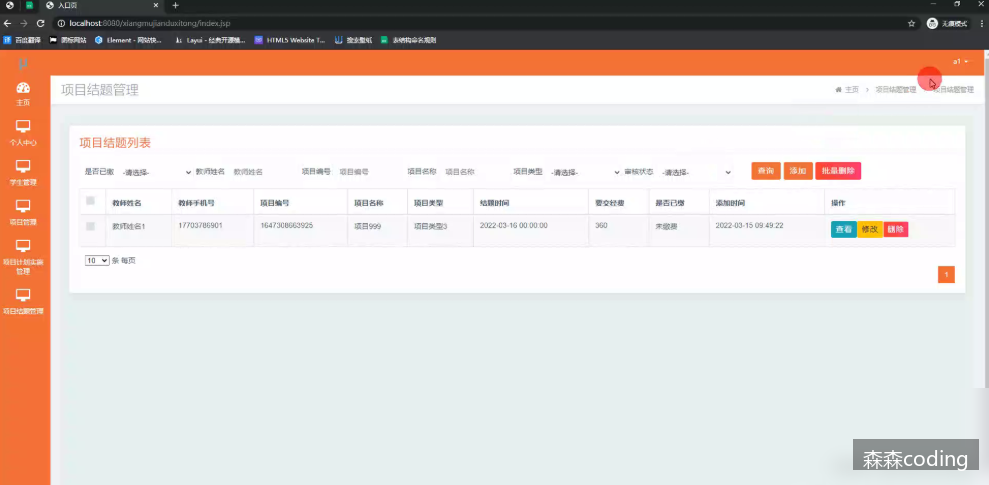 入口页
localhost:8080/xiangmujianduxitong/index.jsp
无痕模式
百度翻译 图标网站 Element - 网站快... Layui - 经典开源模... HTML5 Website T... 搜索壁纸 表结构命名规则
a1
主页
个人中心
学生管理
项目管理
项目计划实施
管理
项目结题管理
项目结题管理
主页 > 项目结题管理 项目结题管理
项目结题列表
是否已缴 -请选择- 教师姓名 教师姓名 项目编号 项目编号 项目名称 项目名称 项目类型 -请选择- 审核状态 -请选择- 查询 添加 批量删除
教师姓名 教师手机号 项目编号 项目名称 项目类型 结题时间 要交经费 是否已缴 添加时间 操作
教师姓名1 17703786901 1647308663925 项目999 项目类型3 2022-03-16 00:00:00 360 未缴费 2022-03-15 09:49:22 查看 修改 删除
10 条 每页
1
森森coding